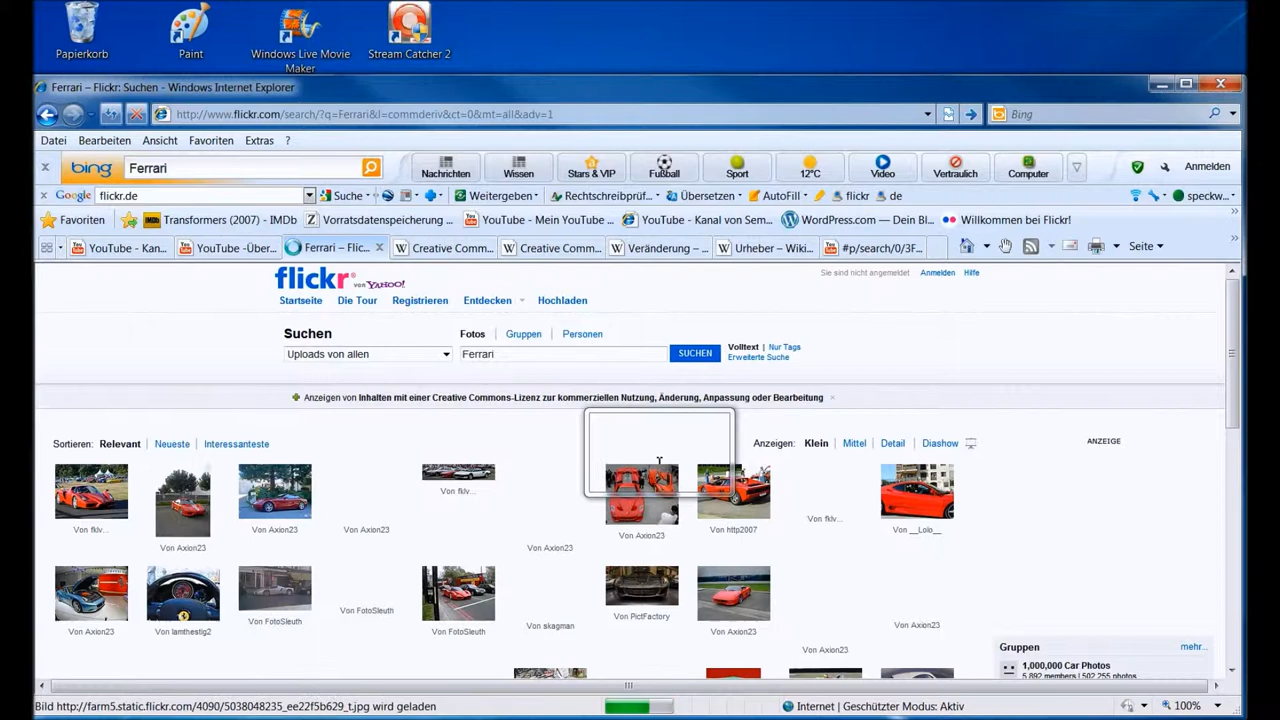 Papierkorb
Paint
Windows Live Movie Maker
Stream Catcher 2
Ferrari – Flickr: Suchen - Windows Internet Explorer
http://www.flickr.com/search/?q=Ferrari&l=commderiv&ct=0&mt=all&adv=1
Bing
Datei Bearbeiten Ansicht Favoriten Extras ?
x bing Ferrari Nachrichten Wissen Stars & VIP Fußball Sport 12°C Video Vertraulich Computer Anmelden
x Google flickr.de Suche Weitergeben Rechtschreibprüf... Übersetzen AutoFill flickr de speckw...
Favoriten Transformers (2007) - IMDb Vorratsdatenspeicherung ... YouTube - Mein YouTube ... YouTube - Kanal von Sem... WordPress.com — Dein Bl... Willkommen bei Flickr!
YouTube - Kan... YouTube -Über... Ferrari – Flic... x Creative Comm... Creative Comm... Veränderung – ... Urheber – Wiki... #p/search/0/3F... Seite
flickr von YAHOO!
Sie sind nicht angemeldet Anmelden Hilfe
Startseite Die Tour Registrieren Entdecken Hochladen
Suchen Fotos Gruppen Personen
Uploads von allen Ferrari SUCHEN Volltext | Nur Tags
Erweiterte Suche
Anzeigen von Inhalten mit einer Creative Commons-Lizenz zur kommerziellen Nutzung, Änderung, Anpassung oder Bearbeitung x
Sortieren: Relevant Neueste Interessanteste Anzeigen: Klein Mittel Detail Diashow ANZEIGE
Von fklv...
Von Axion23
Von Axion23
Von Axion23
Von fklv...
Von Axion23
Von Axion23
Von http2007
Von fklv...
Von __Lolo__
Von Axion23
Von Iamthestig2
Von FotoSleuth
Von FotoSleuth
Von FotoSleuth
Von skagman
Von PictFactory
Von Axion23
Von Axion23
Von Axion23
Gruppen mehr...
1,000,000 Car Photos
5,892 members | 502,255 photos
Bild http://farm5.static.flickr.com/4090/5038048235_ee22f5b629_t.jpg wird geladen
Internet | Geschützter Modus: Aktiv
100%